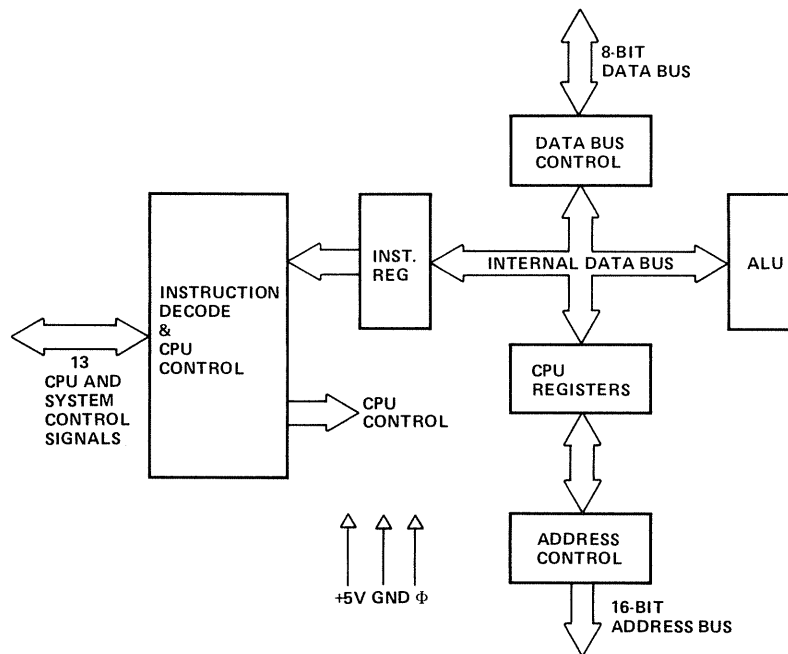 8-BIT
DATA BUS
DATA BUS
CONTROL
INST.
REG
INTERNAL DATA BUS
ALU
INSTRUCTION
DECODE
&
CPU
CONTROL
13
CPU AND
SYSTEM
CONTROL
SIGNALS
CPU
CONTROL
CPU
REGISTERS
ADDRESS
CONTROL
+5V GND Φ
16-BIT
ADDRESS BUS